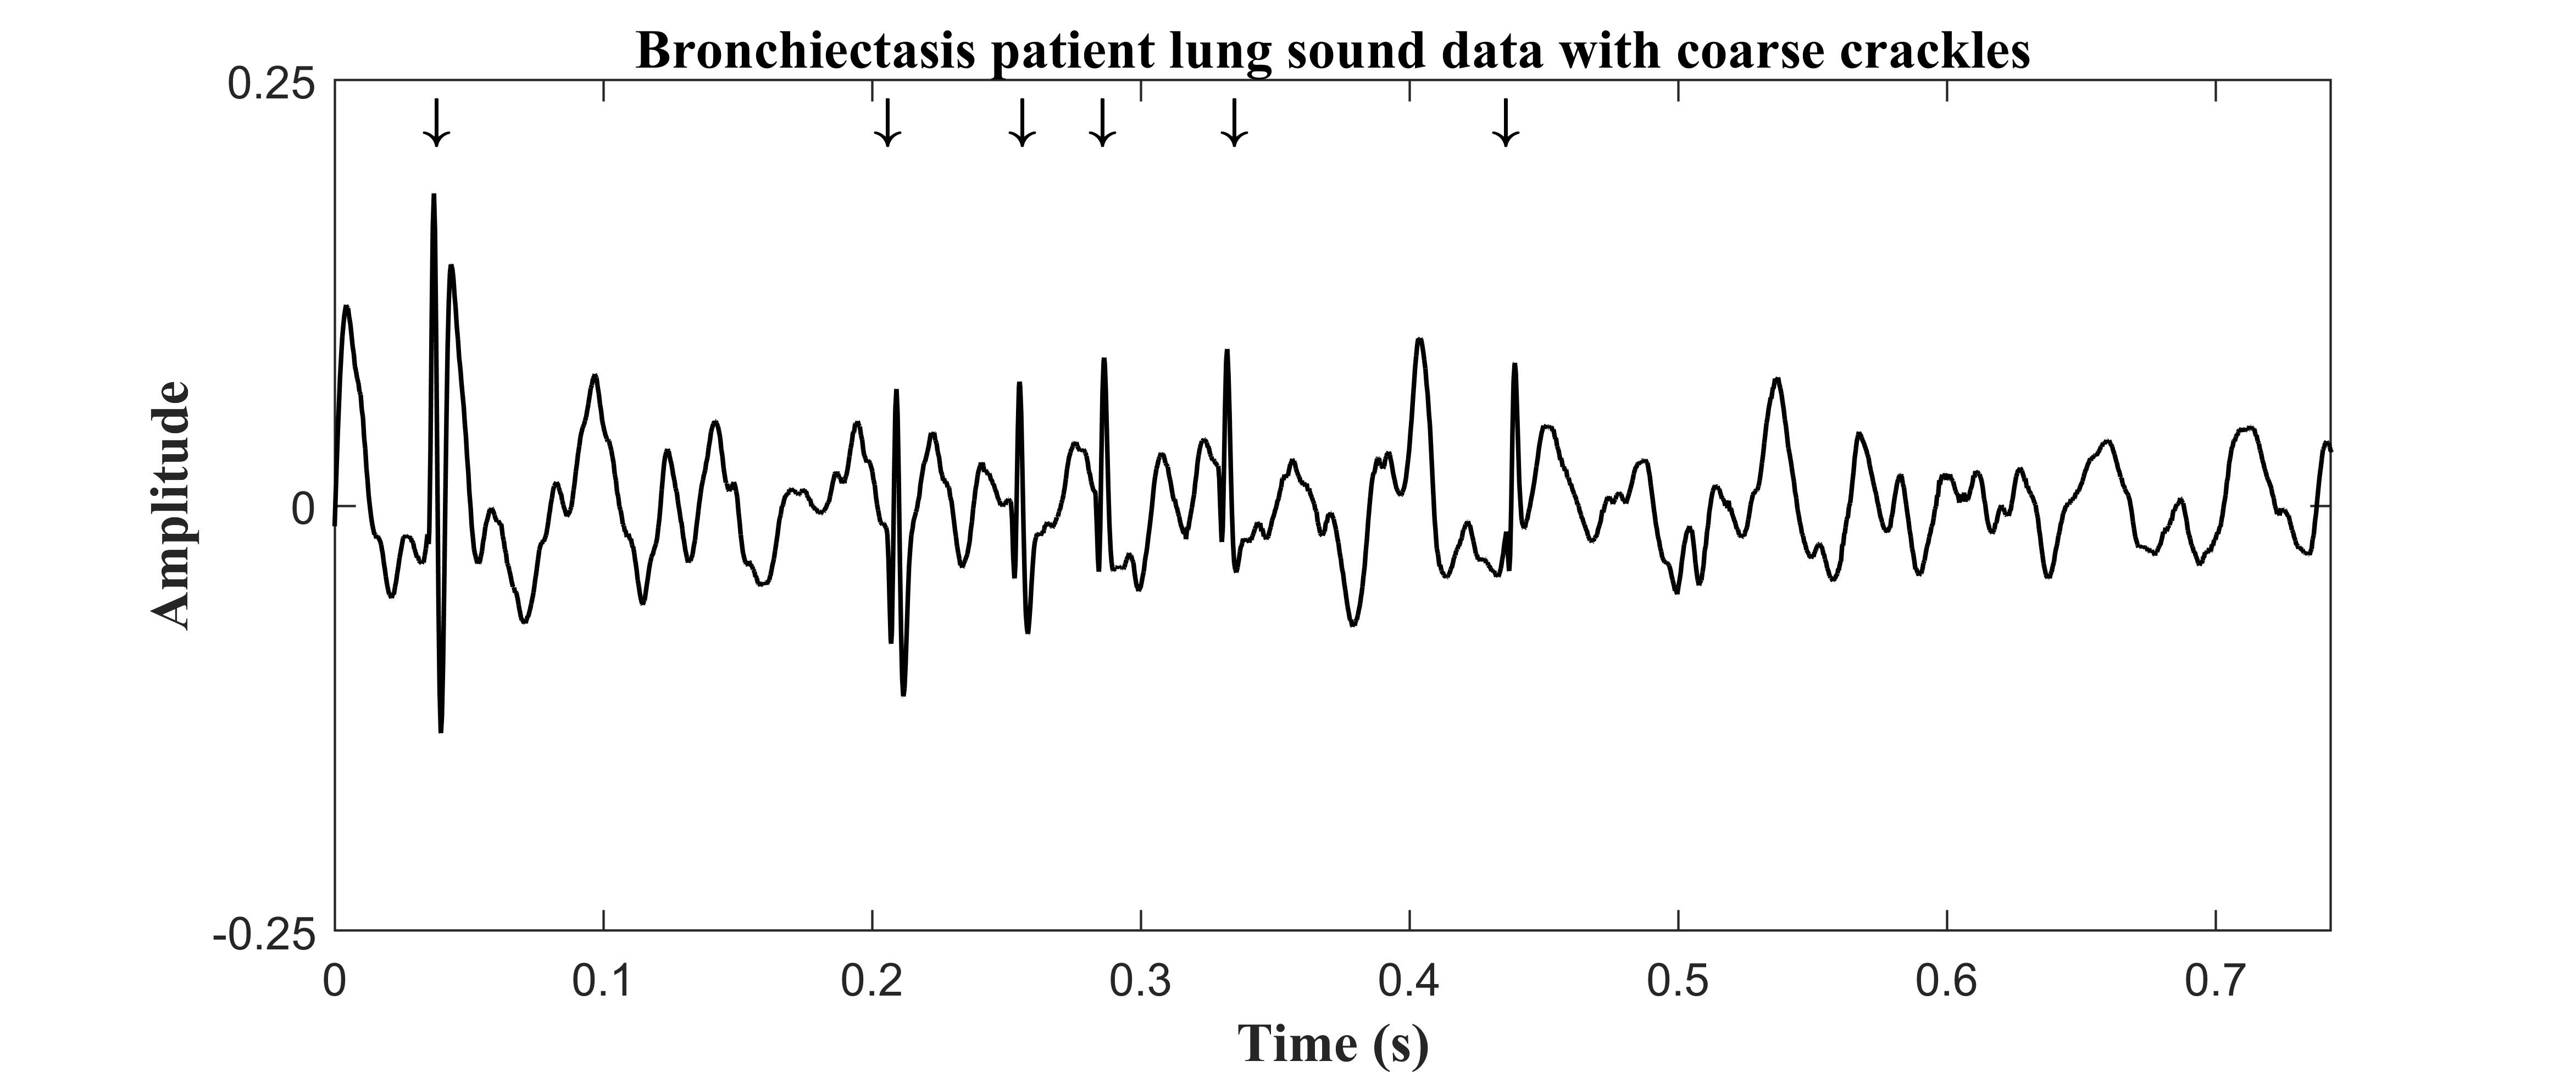 Bronchiectasis patient lung sound data with coarse crackles
0.25
0
-0.25
Amplitude
0 0.1 0.2 0.3 0.4 0.5 0.6 0.7
Time (s)